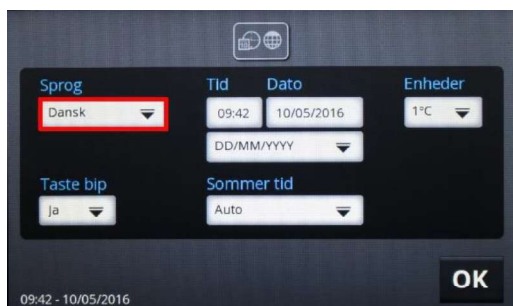 Sprog
Tid Dato
Enheder
Dansk
09:42 10/05/2016
1°C
DD/MM/YYYY
Taste bip
Sommer tid
Ja
Auto
OK
09:42 - 10/05/2016